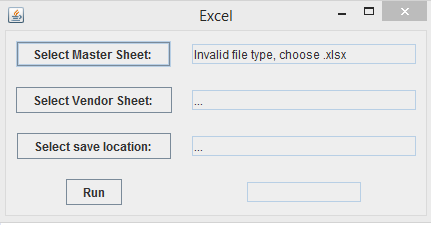 Excel
Select Master Sheet: Invalid file type, choose .xlsx
Select Vendor Sheet: ...
Select save location: ...
Run